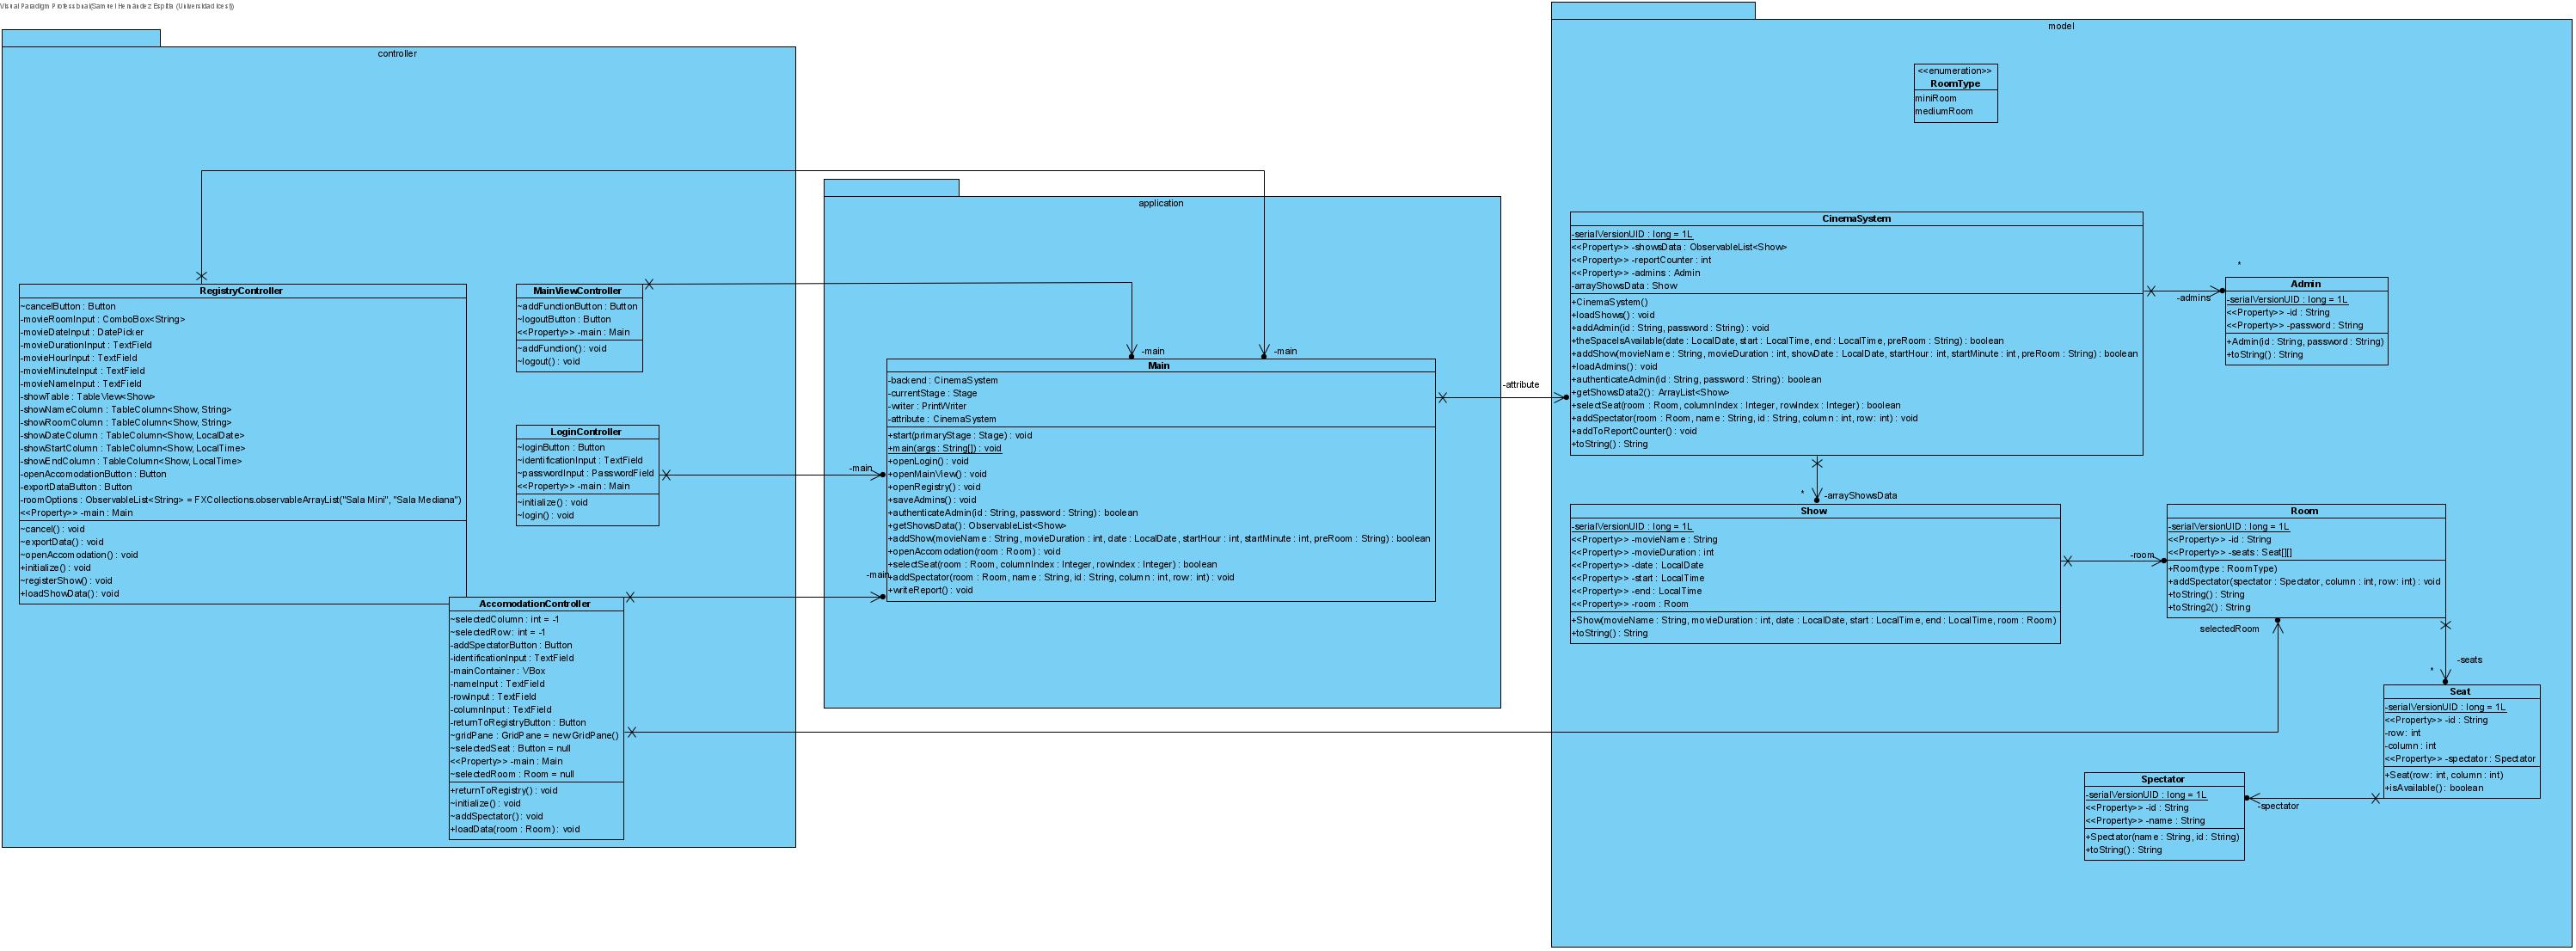 Visual Paradigm Professional(Samuel Hernández Espitia (Universidad Icesi))
controller
RegistryController
~cancelButton : Button
-movieRoomInput : ComboBox<String>
-movieDateInput : DatePicker
-movieDurationInput : TextField
-movieHourInput : TextField
-movieMinuteInput : TextField
-movieNameInput : TextField
-showTable : TableView<Show>
-showNameColumn : TableColumn<Show, String>
-showRoomColumn : TableColumn<Show, String>
-showDateColumn : TableColumn<Show, LocalDate>
-showStartColumn : TableColumn<Show, LocalTime>
-showEndColumn : TableColumn<Show, LocalTime>
-openAccomodationButton : Button
-exportDataButton : Button
-roomOptions : ObservableList<String> = FXCollections.observableArrayList("Sala Mini", "Sala Mediana")
<<Property>> -main : Main
~cancel() : void
~exportData() : void
~openAccomodation() : void
+initialize() : void
~registerShow() : void
+loadShowData() : void
MainViewController
~addFunctionButton : Button
~logoutButton : Button
<<Property>> -main : Main
~addFunction() : void
~logout() : void
LoginController
~loginButton : Button
~identificationInput : TextField
~passwordInput : PasswordField
<<Property>> -main : Main
~initialize() : void
~login() : void
AccomodationController
~selectedColumn : int = -1
~selectedRow : int = -1
-addSpectatorButton : Button
-identificationInput : TextField
-mainContainer : VBox
-nameInput : TextField
-rowInput : TextField
-columnInput : TextField
-returnToRegistryButton : Button
~gridPane : GridPane = new GridPane()
~selectedSeat : Button = null
<<Property>> -main : Main
~selectedRoom : Room = null
+returnToRegistry() : void
~initialize() : void
~addSpectator() : void
+loadData(room : Room) : void
application
-main
-main
-main
-main
Main
-backend : CinemaSystem
-currentStage : Stage
-writer : PrintWriter
-attribute : CinemaSystem
+start(primaryStage : Stage) : void
+main(args : String[]) : void
+openLogin() : void
+openMainView() : void
+openRegistry() : void
+saveAdmins() : void
+authenticateAdmin(id : String, password : String) : boolean
+getShowsData() : ObservableList<Show>
+addShow(movieName : String, movieDuration : int, date : LocalDate, startHour : int, startMinute : int, preRoom : String) : boolean
+openAccomodation(room : Room) : void
+selectSeat(room : Room, columnIndex : Integer, rowIndex : Integer) : boolean
+addSpectator(room : Room, name : String, id : String, column : int, row : int) : void
+writeReport() : void
-attribute
model
<<enumeration>>
RoomType
miniRoom
mediumRoom
CinemaSystem
-serialVersionUID : long = 1L
<<Property>> -showsData : ObservableList<Show>
<<Property>> -reportCounter : int
<<Property>> -admins : Admin
-arrayShowsData : Show
+CinemaSystem()
+loadShows() : void
+addAdmin(id : String, password : String) : void
+theSpaceIsAvailable(date : LocalDate, start : LocalTime, end : LocalTime, preRoom : String) : boolean
+addShow(movieName : String, movieDuration : int, showDate : LocalDate, startHour : int, startMinute : int, preRoom : String) : boolean
+loadAdmins() : void
+authenticateAdmin(id : String, password : String) : boolean
+getShowsData2() : ArrayList<Show>
+selectSeat(room : Room, columnIndex : Integer, rowIndex : Integer) : boolean
+addSpectator(room : Room, name : String, id : String, column : int, row : int) : void
+addToReportCounter() : void
+toString() : String
*
-admins
Admin
-serialVersionUID : long = 1L
<<Property>> -id : String
<<Property>> -password : String
+Admin(id : String, password : String)
+toString() : String
*
-arrayShowsData
Show
-serialVersionUID : long = 1L
<<Property>> -movieName : String
<<Property>> -movieDuration : int
<<Property>> -date : LocalDate
<<Property>> -start : LocalTime
<<Property>> -end : LocalTime
<<Property>> -room : Room
+Show(movieName : String, movieDuration : int, date : LocalDate, start : LocalTime, end : LocalTime, room : Room)
+toString() : String
-room
Room
-serialVersionUID : long = 1L
<<Property>> -id : String
<<Property>> -seats : Seat[][]
+Room(type : RoomType)
+addSpectator(spectator : Spectator, column : int, row : int) : void
+toString() : String
+toString2() : String
selectedRoom
-seats
*
Seat
-serialVersionUID : long = 1L
<<Property>> -id : String
-row : int
-column : int
<<Property>> -spectator : Spectator
+Seat(row : int, column : int)
+isAvailable() : boolean
-spectator
Spectator
-serialVersionUID : long = 1L
<<Property>> -id : String
<<Property>> -name : String
+Spectator(name : String, id : String)
+toString() : String